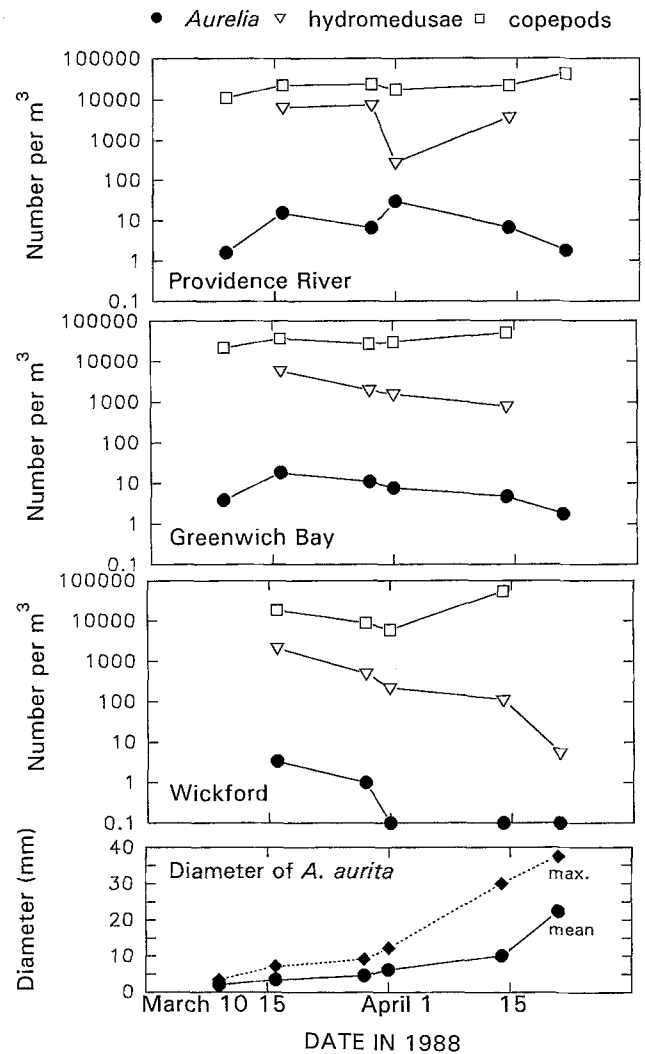 ● Aurelia ▽ hydromedusae □ copepods
100000
10000
1000
100
10
1
0.1
Number per m³
Providence River
100000
10000
1000
100
10
1
0.1
Number per m³
Greenwich Bay
100000
10000
1000
100
10
1
0.1
Number per m³
Wickford
40
30
20
10
0
Diameter (mm)
Diameter of A. aurita
max.
mean
March 10 15 April 1 15
DATE IN 1988